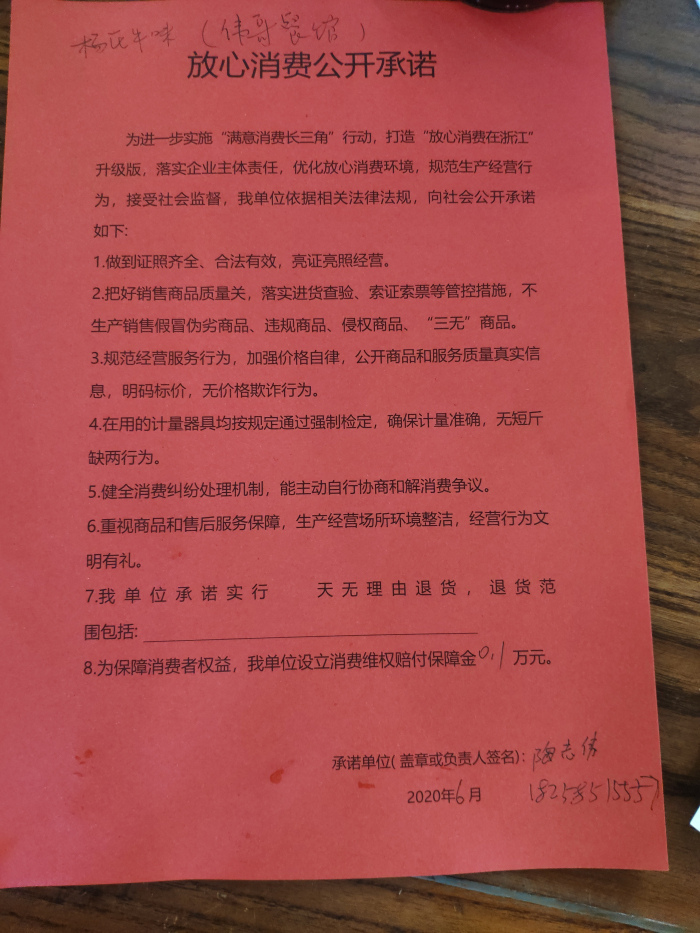 杨氏牛咪（伟哥餐馆）
放心消费公开承诺
为进一步实施“满意消费长三角”行动，打造“放心消费在浙江”
升级版，落实企业主体责任，优化放心消费环境，规范生产经营行
为，接受社会监督，我单位依据相关法律法规，向社会公开承诺
如下:
1.做到证照齐全、合法有效，亮证亮照经营。
2.把好销售商品质量关，落实进货查验、索证索票等管控措施，不
生产销售假冒伪劣商品、违规商品、侵权商品、“三无”商品。
3.规范经营服务行为，加强价格自律，公开商品和服务质量真实信
息，明码标价，无价格欺诈行为。
4.在用的计量器具均按规定通过强制检定，确保计量准确，无短斤
缺两行为。
5.健全消费纠纷处理机制，能主动自行协商和解消费争议。
6.重视商品和售后服务保障，生产经营场所环境整洁，经营行为文
明有礼。
7.我单位承诺实行 天无理由退货，退货范
围包括:
8.为保障消费者权益，我单位设立消费维权赔付保障金0.1万元。
承诺单位(盖章或负责人签名)：陶志伟
2020年6月 18258515557